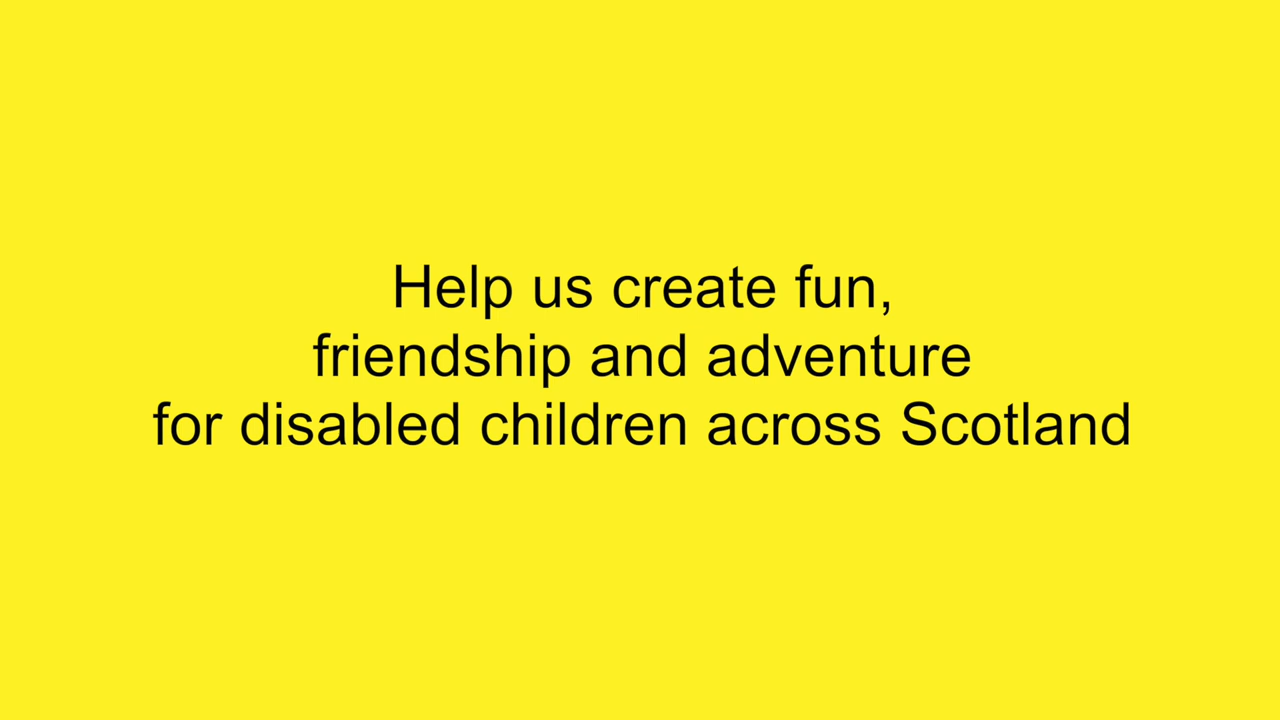 Help us create fun,
friendship and adventure
for disabled children across Scotland